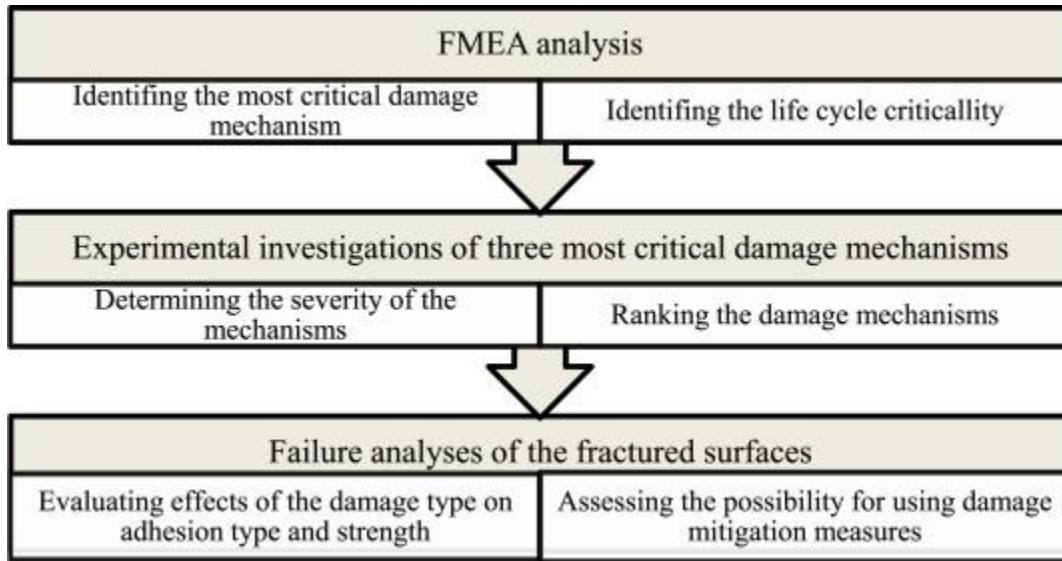 FMEA analysis
Identifing the most critical damage
mechanism
Identifing the life cycle criticallity
Experimental investigations of three most critical damage mechanisms
Determining the severity of the
mechanisms
Ranking the damage mechanisms
Failure analyses of the fractured surfaces
Evaluating effects of the damage type on
adhesion type and strength
Assessing the possibility for using damage
mitigation measures